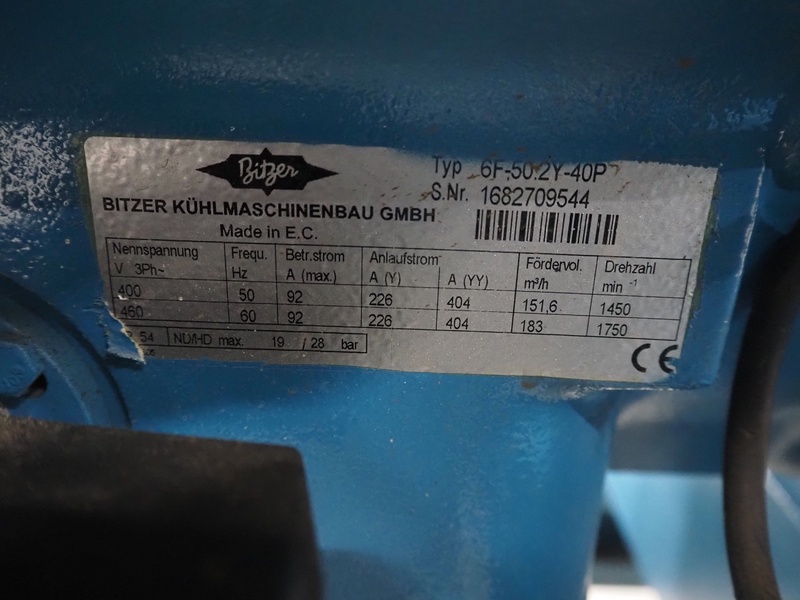 Bitzer
Typ 6F-50.2Y-40P
S.Nr. 1682709544
BITZER KÜHLMASCHINENBAU GMBH
Made in E.C.
Nennspannung Frequ. Betr.strom Anlaufstrom Fördervol. Drehzahl
V 3Ph~ Hz A (max.) A (Y) A (YY) m³/h min ⁻¹
400 50 92 226 404 151,6 1450
460 60 92 226 404 183 1750
54 ND/HD max. 19 / 28 bar
CE